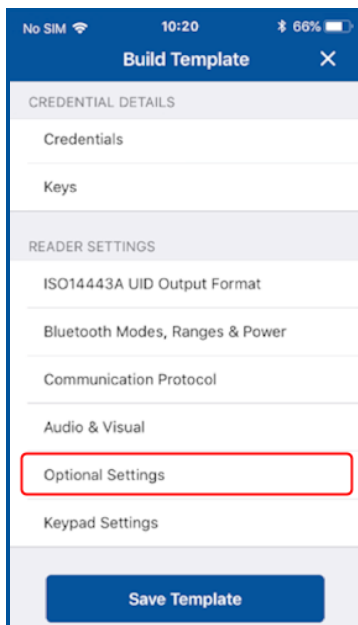 No SIM 10:20 66%
Build Template ×
CREDENTIAL DETAILS
Credentials
Keys
READER SETTINGS
ISO14443A UID Output Format
Bluetooth Modes, Ranges & Power
Communication Protocol
Audio & Visual
Optional Settings
Keypad Settings
Save Template